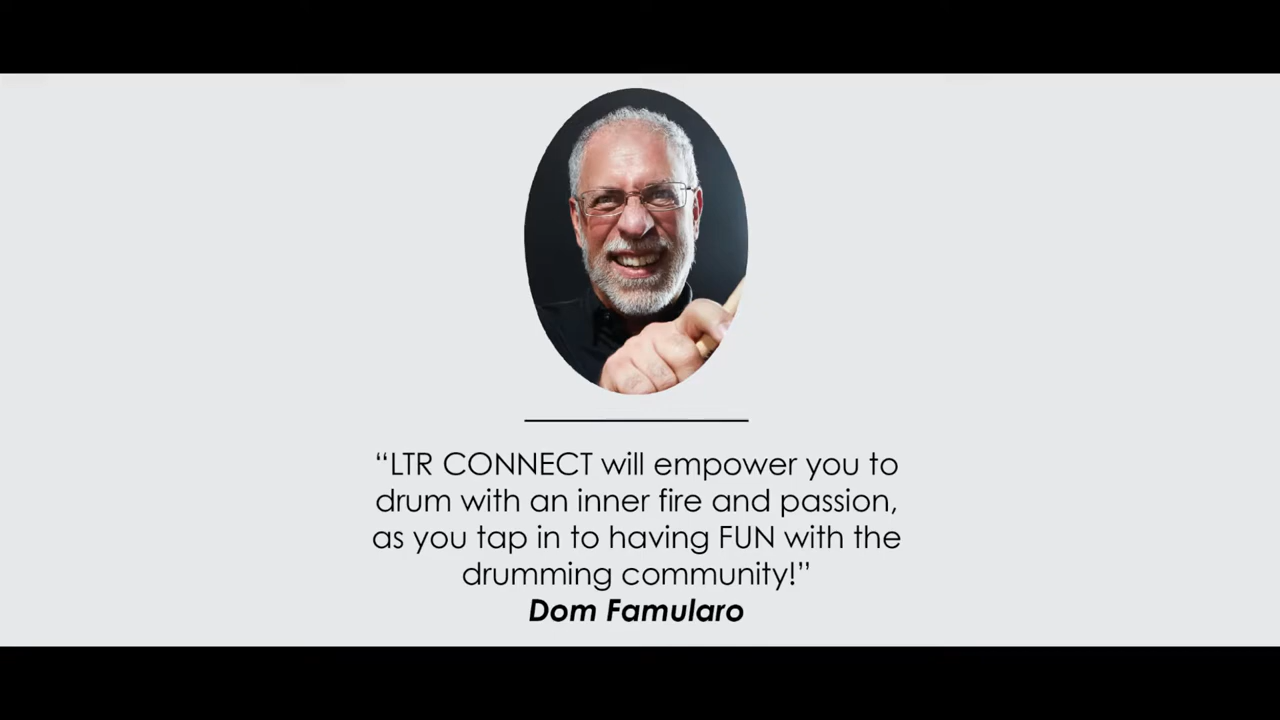 “LTR CONNECT will empower you to
drum with an inner fire and passion,
as you tap in to having FUN with the
drumming community!”
Dom Famularo